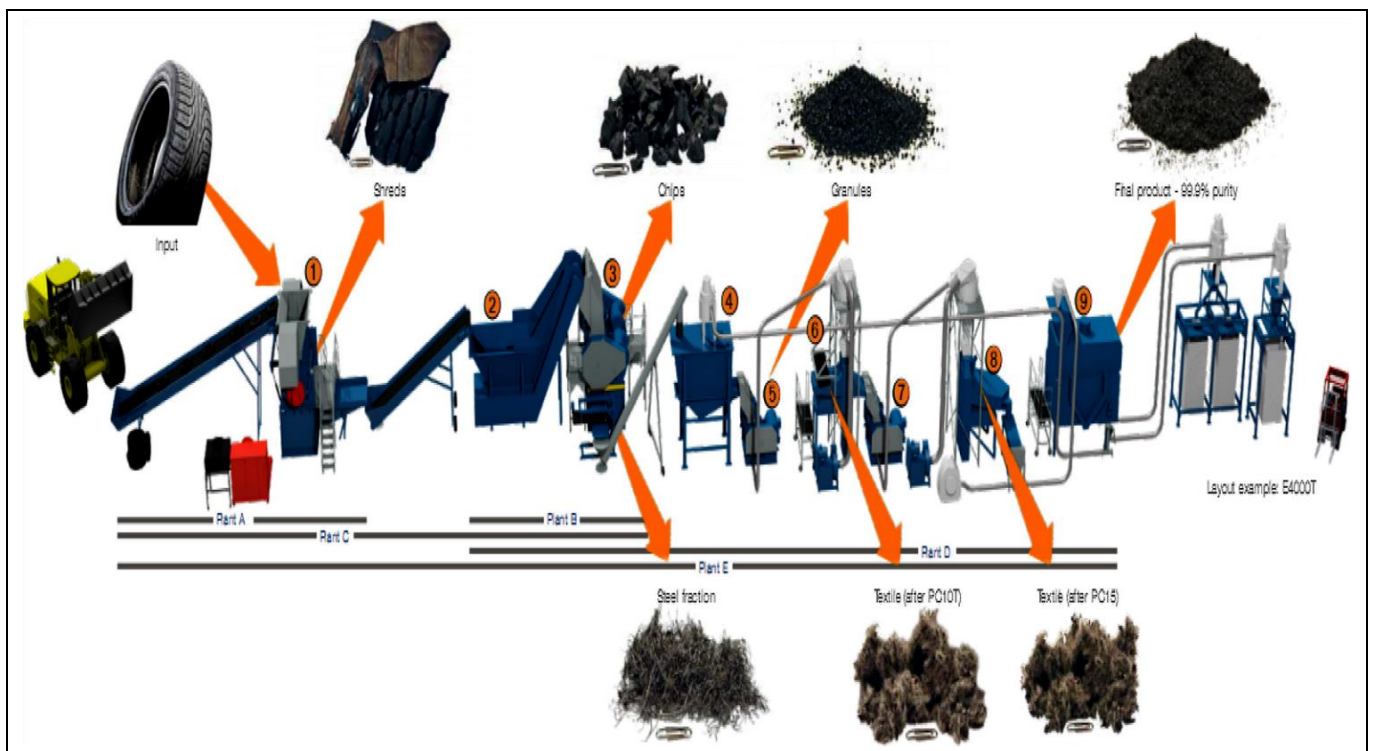 Input
Shreds
Chips
Granules
Final product - 99.9% purity
1
2
3
4
5
6
7
8
9
Layout example: E4000T
Plant A
Plant B
Plant C
Plant D
Plant E
Steel fraction
Textile (after PC10T)
Textile (after PC15)